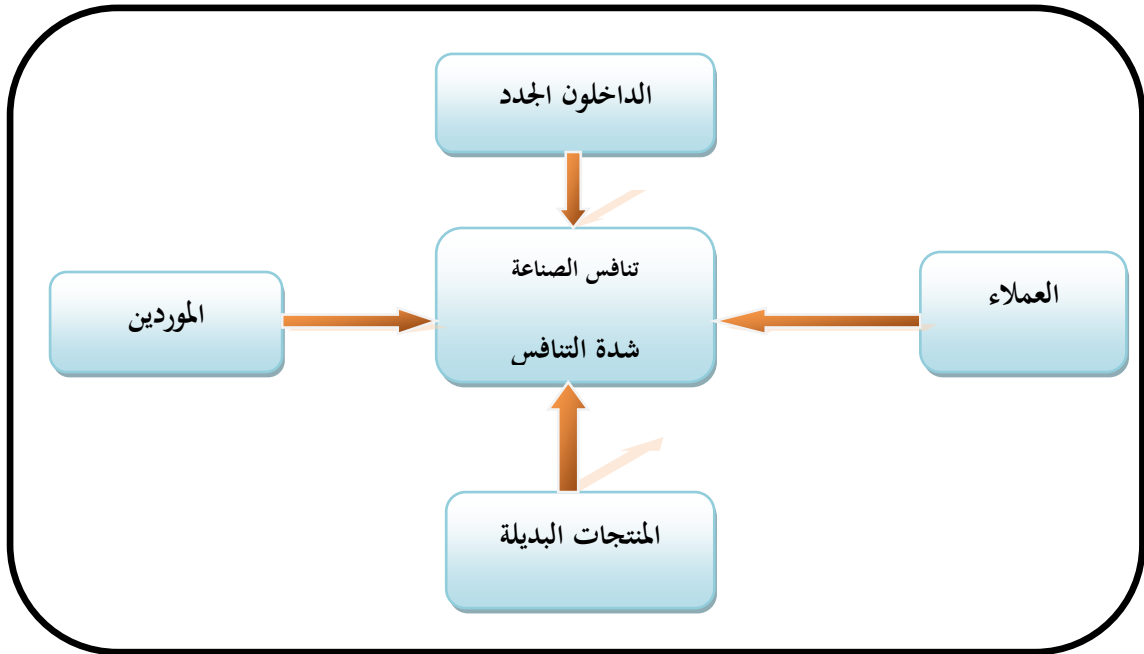 الداخلون الجدد
تنافس الصناعة
العملاء
الموردين
شدة التنافس
المنتجات البديلة